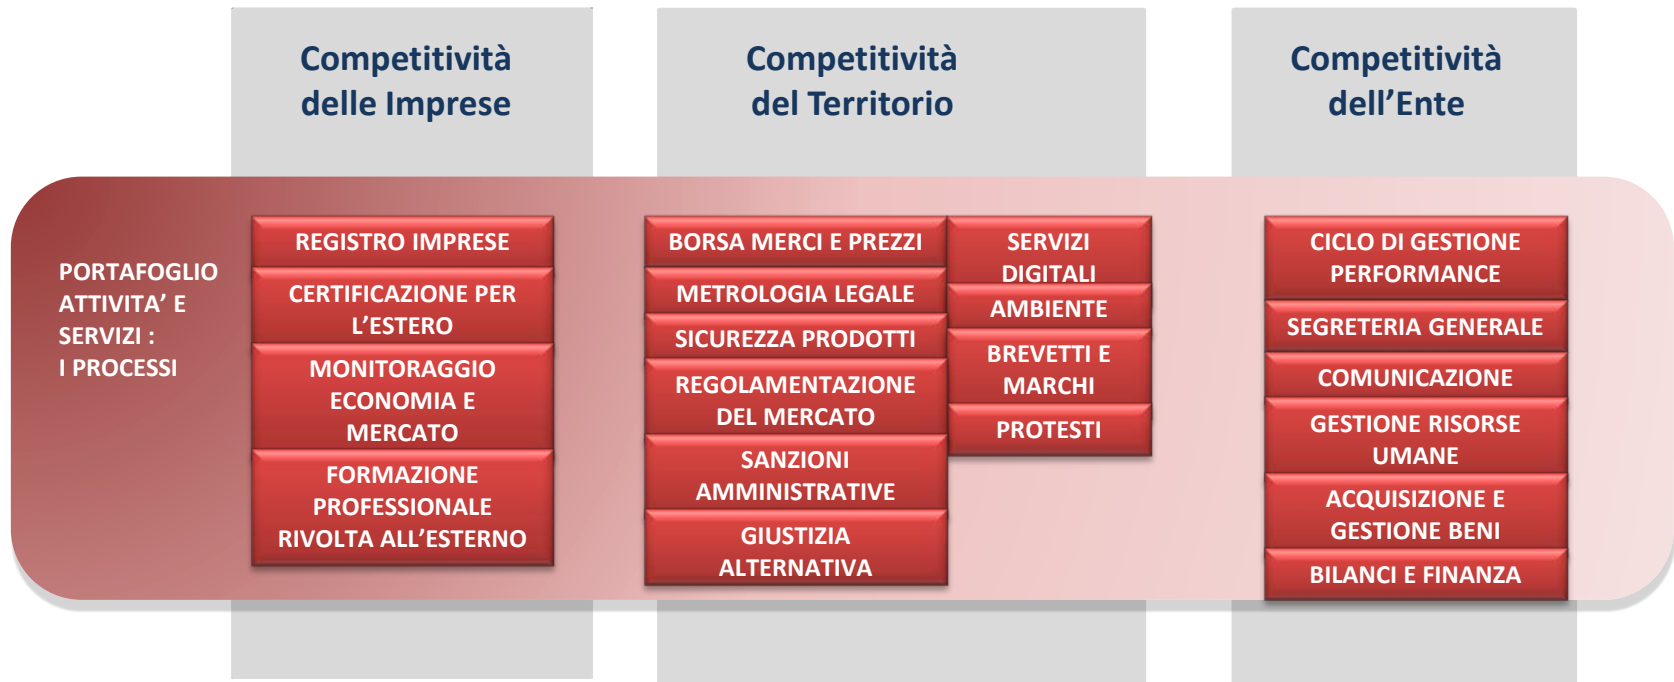 Competitività
delle Imprese
Competitività
del Territorio
Competitività
dell’Ente
PORTAFOGLIO
ATTIVITA’ E
SERVIZI :
I PROCESSI
REGISTRO IMPRESE
CERTIFICAZIONE PER
L’ESTERO
MONITORAGGIO
ECONOMIA E
MERCATO
FORMAZIONE
PROFESSIONALE
RIVOLTA ALL’ESTERNO
BORSA MERCI E PREZZI
METROLOGIA LEGALE
SICUREZZA PRODOTTI
REGOLAMENTAZIONE
DEL MERCATO
SANZIONI
AMMINISTRATIVE
GIUSTIZIA
ALTERNATIVA
SERVIZI
DIGITALI
AMBIENTE
BREVETTI E
MARCHI
PROTESTI
CICLO DI GESTIONE
PERFORMANCE
SEGRETERIA GENERALE
COMUNICAZIONE
GESTIONE RISORSE
UMANE
ACQUISIZIONE E
GESTIONE BENI
BILANCI E FINANZA